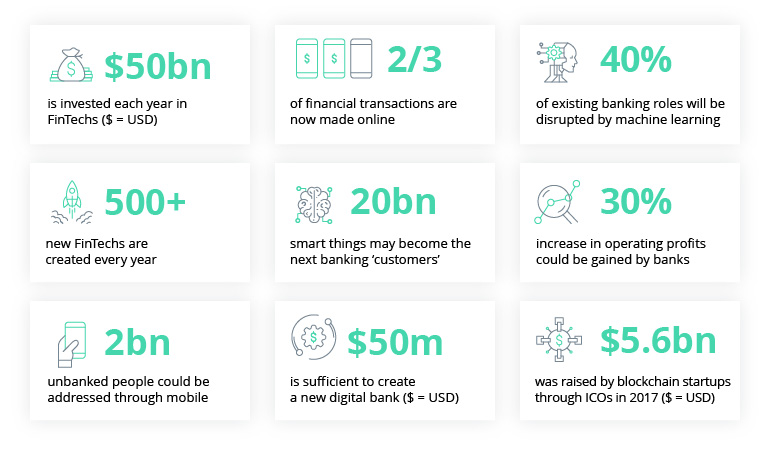 $50bn
is invested each year in
FinTechs ($ = USD)
2/3
of financial transactions are
now made online
40%
of existing banking roles will be
disrupted by machine learning
500+
new FinTechs are
created every year
20bn
smart things may become the
next banking ‘customers’
30%
increase in operating profits
could be gained by banks
2bn
unbanked people could be
addressed through mobile
$50m
is sufficient to create
a new digital bank ($ = USD)
$5.6bn
was raised by blockchain startups
through ICOs in 2017 ($ = USD)